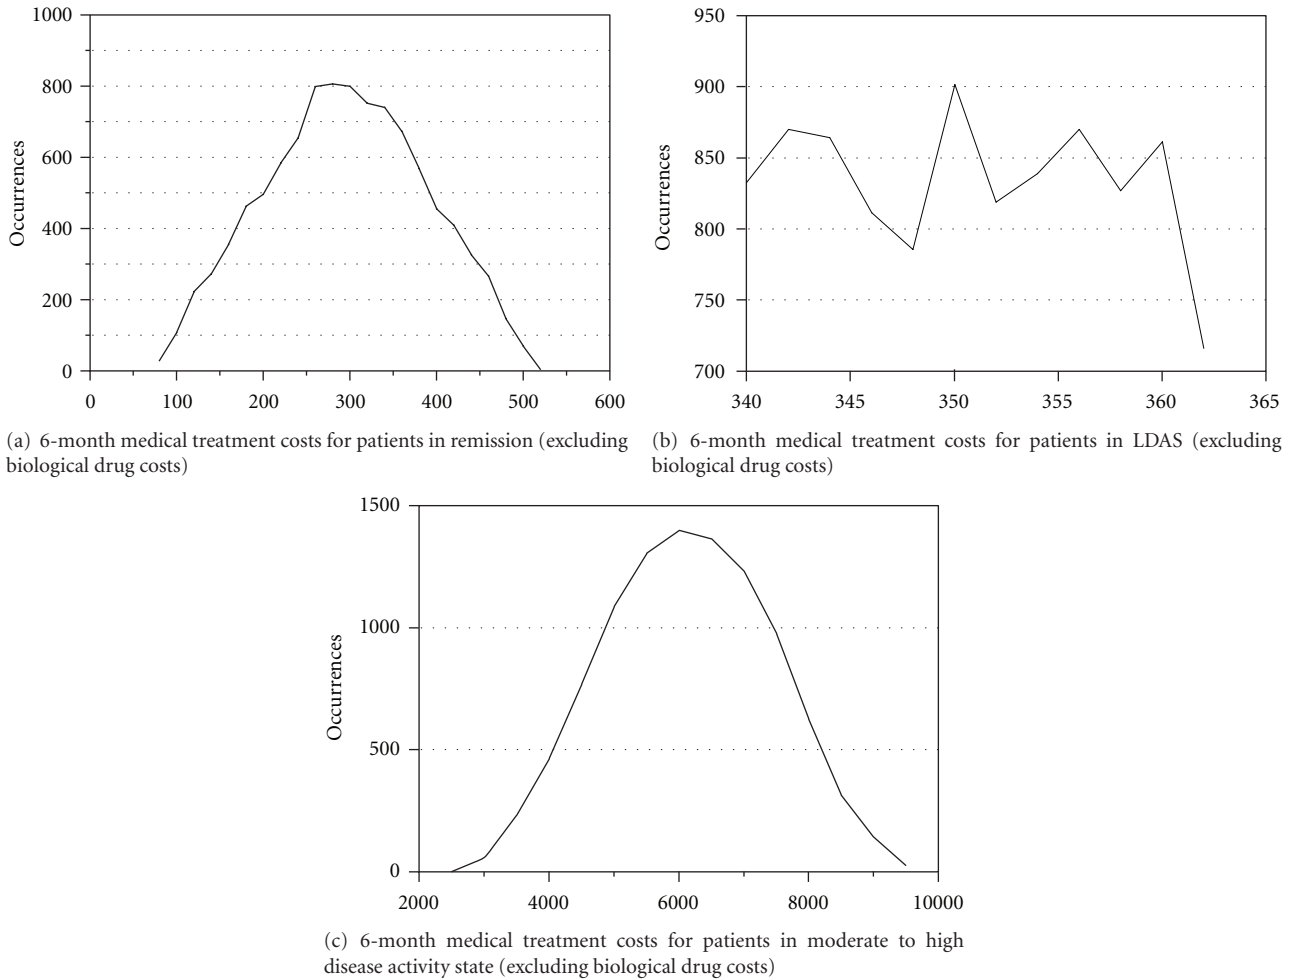 1000
800
600
400
200
0
Occurrences
0 100 200 300 400 500 600
(a) 6-month medical treatment costs for patients in remission (excluding
biological drug costs)
950
900
850
800
750
700
Occurrences
340 345 350 355 360 365
(b) 6-month medical treatment costs for patients in LDAS (excluding
biological drug costs)
1500
1000
500
0
Occurrences
2000 4000 6000 8000 10000
(c) 6-month medical treatment costs for patients in moderate to high
disease activity state (excluding biological drug costs)